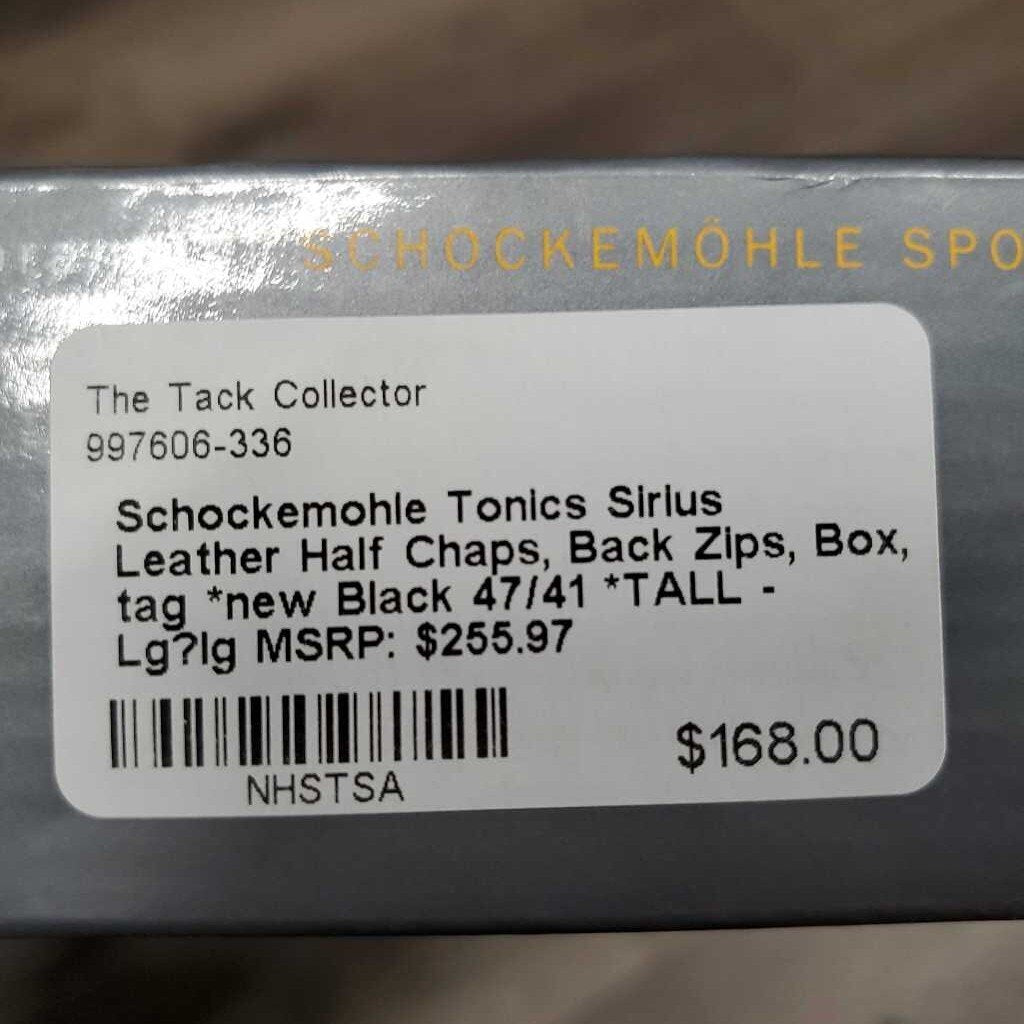 SCHOCKEMÖHLE SPO
The Tack Collector
997606-336
Schockemohle Tonics Sirius
Leather Half Chaps, Back Zips, Box,
tag *new Black 47/41 *TALL -
Lg?lg MSRP: $255.97
NHSTSA
$168.00